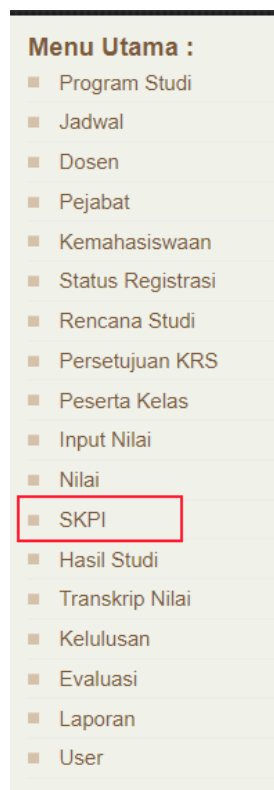 Menu Utama :
Program Studi
Jadwal
Dosen
Pejabat
Kemahasiswaan
Status Registrasi
Rencana Studi
Persetujuan KRS
Peserta Kelas
Input Nilai
Nilai
SKPI
Hasil Studi
Transkrip Nilai
Kelulusan
Evaluasi
Laporan
User